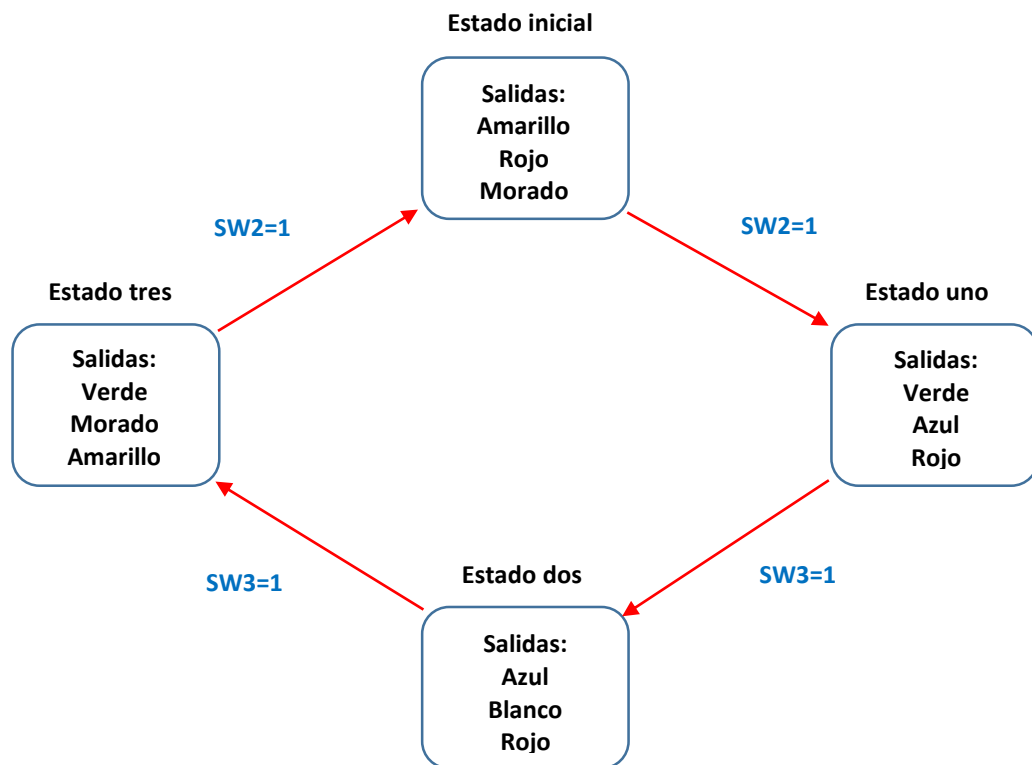 Estado inicial
Salidas:
Amarillo
Rojo
Morado
SW2=1
SW2=1
Estado tres
Estado uno
Salidas:
Verde
Morado
Amarillo
Salidas:
Verde
Azul
Rojo
SW3=1
Estado dos
SW3=1
Salidas:
Azul
Blanco
Rojo